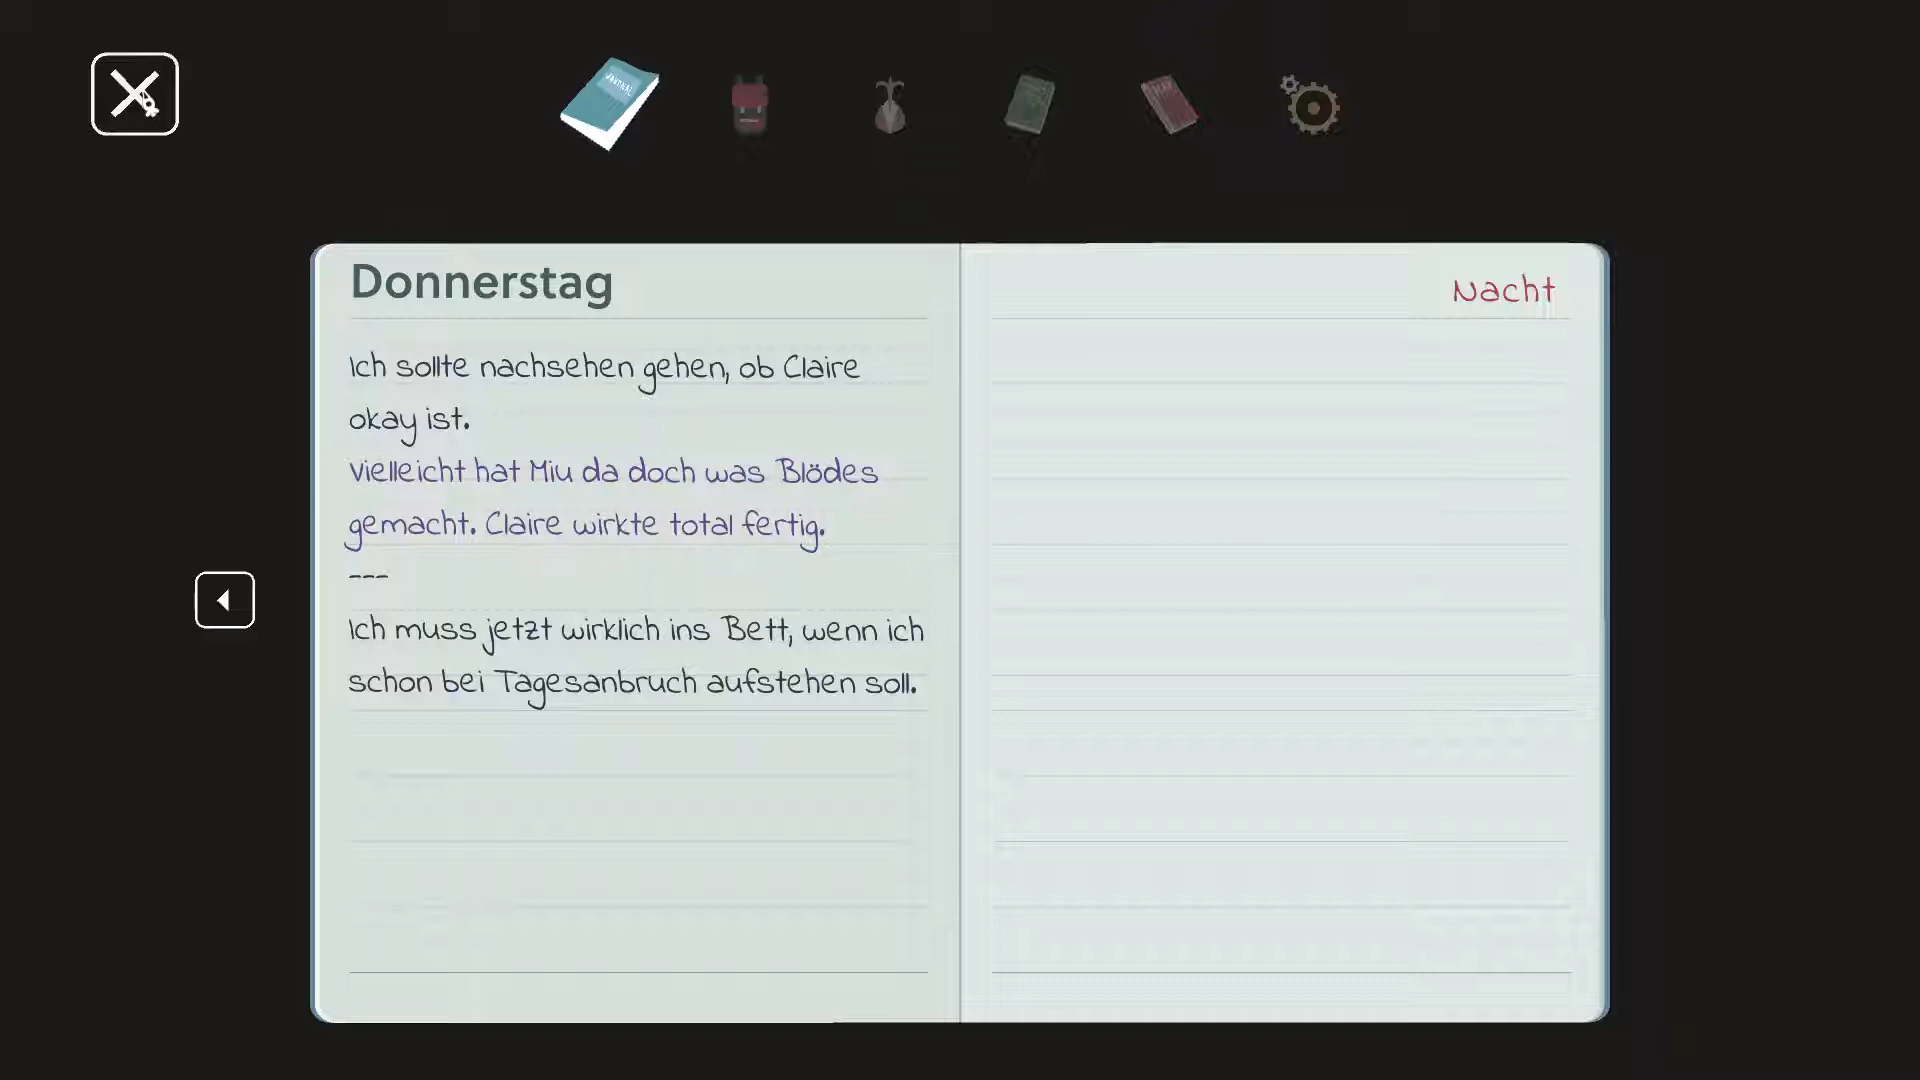 JOURNAL
Donnerstag
Nacht
Ich sollte nachsehen gehen, ob Claire
okay ist.
Vielleicht hat Miu da doch was Blödes
gemacht. Claire wirkte total fertig.
---
Ich muss jetzt wirklich ins Bett, wenn ich
schon bei Tagesanbruch aufstehen soll.